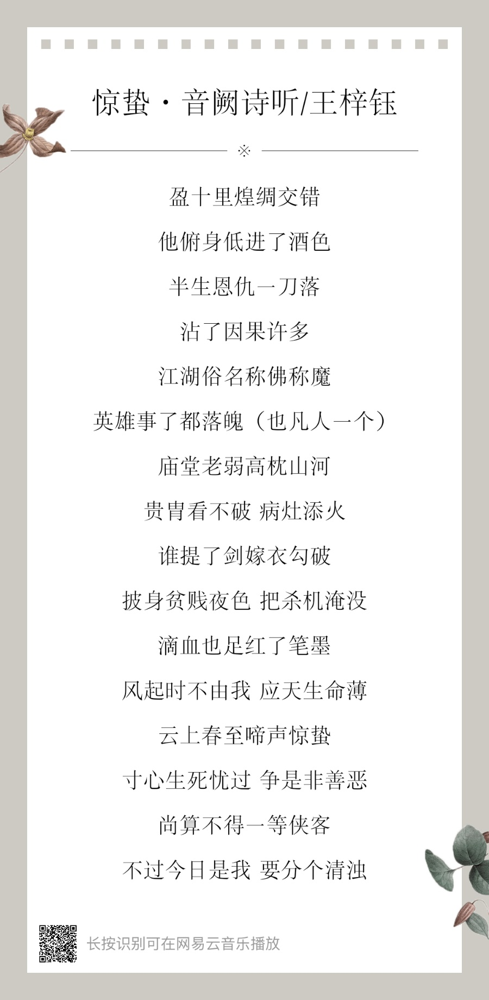 惊蛰·音阙诗听/王梓钰
※
盈十里煌绸交错
他俯身低进了酒色
半生恩仇一刀落
沾了因果许多
江湖俗名称佛称魔
英雄事了都落魄（也凡人一个）
庙堂老弱高枕山河
贵胄看不破 病灶添火
谁提了剑嫁衣勾破
披身贫贱夜色 把杀机淹没
滴血也足红了笔墨
风起时不由我 应天生命薄
云上春至啼声惊蛰
寸心生死忧过 争是非善恶
尚算不得一等侠客
不过今日是我 要分个清浊
长按识别可在网易云音乐播放